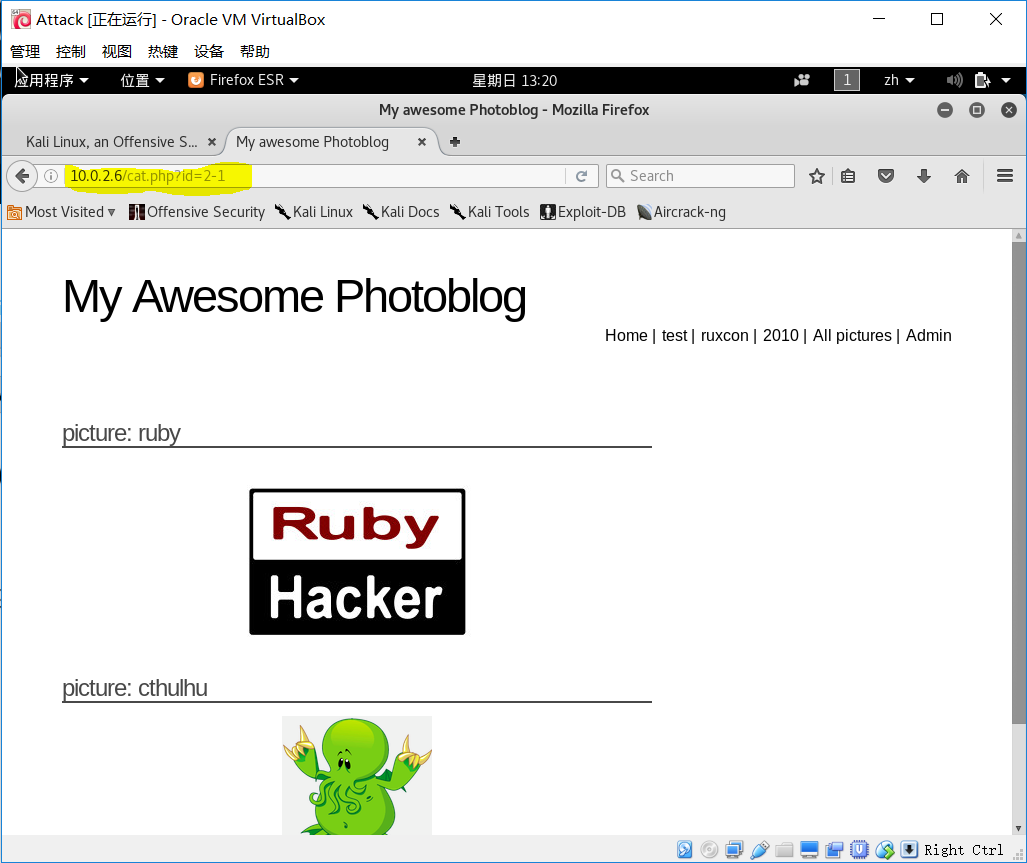 Attack [正在运行] - Oracle VM VirtualBox
管理 控制 视图 热键 设备 帮助
应用程序 位置 Firefox ESR 星期日 13:20 1 zh
My awesome Photoblog - Mozilla Firefox
Kali Linux, an Offensive S... My awesome Photoblog
10.0.2.6/cat.php?id=2-1 Search
Most Visited Offensive Security Kali Linux Kali Docs Kali Tools Exploit-DB Aircrack-ng
My Awesome Photoblog
Home | test | ruxcon | 2010 | All pictures | Admin
picture: ruby
Ruby
Hacker
picture: cthulhu
Right Ctrl